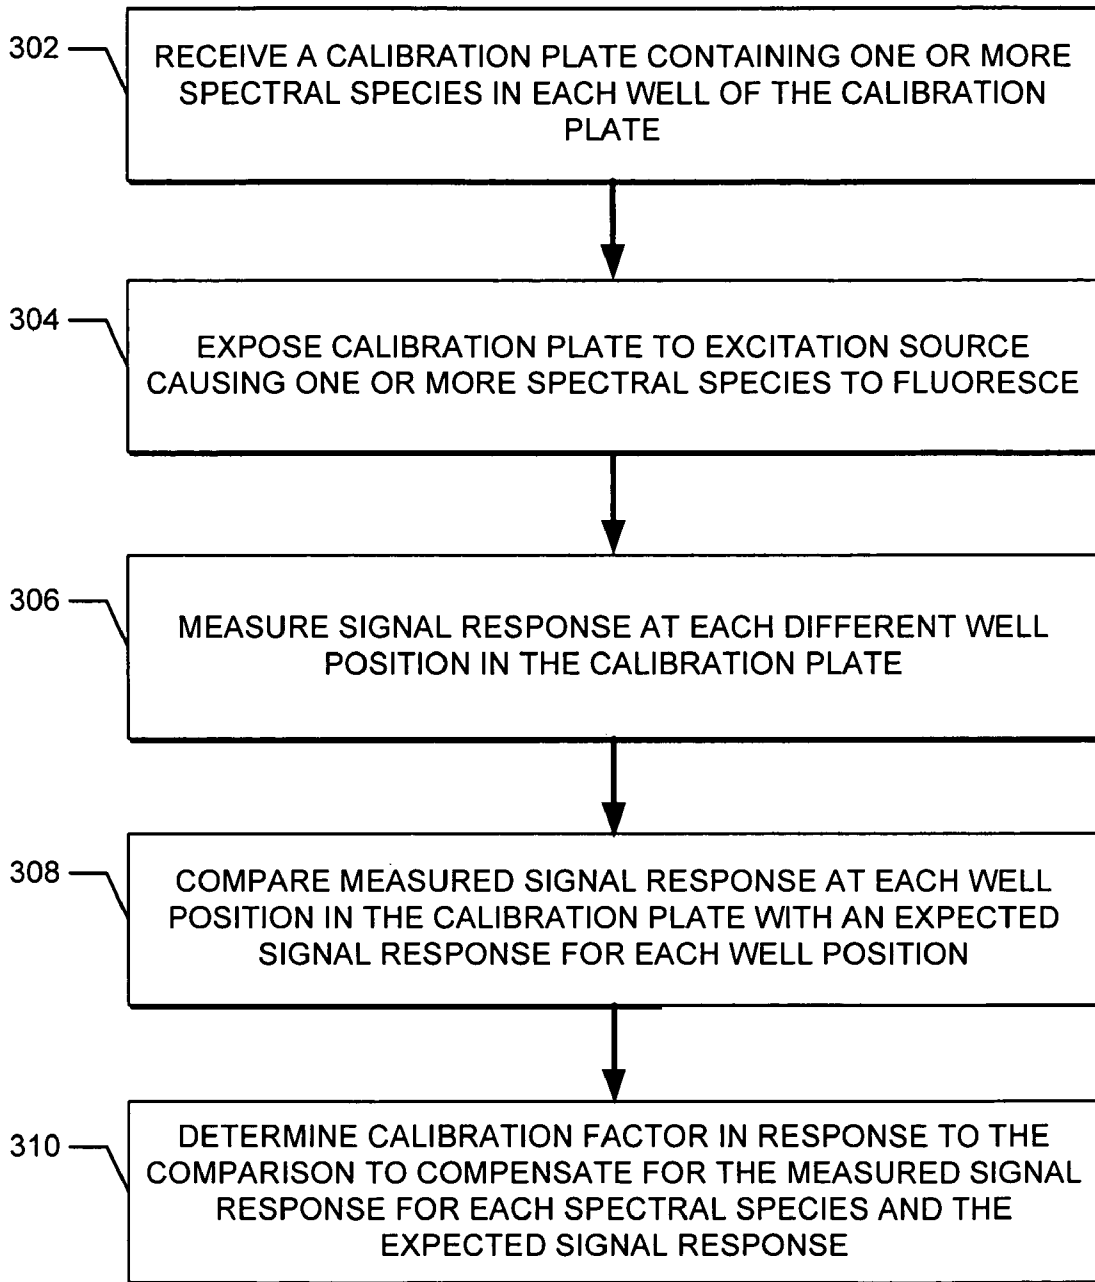 302
RECEIVE A CALIBRATION PLATE CONTAINING ONE OR MORE
SPECTRAL SPECIES IN EACH WELL OF THE CALIBRATION
PLATE
304
EXPOSE CALIBRATION PLATE TO EXCITATION SOURCE
CAUSING ONE OR MORE SPECTRAL SPECIES TO FLUORESCE
306
MEASURE SIGNAL RESPONSE AT EACH DIFFERENT WELL
POSITION IN THE CALIBRATION PLATE
308
COMPARE MEASURED SIGNAL RESPONSE AT EACH WELL
POSITION IN THE CALIBRATION PLATE WITH AN EXPECTED
SIGNAL RESPONSE FOR EACH WELL POSITION
310
DETERMINE CALIBRATION FACTOR IN RESPONSE TO THE
COMPARISON TO COMPENSATE FOR THE MEASURED SIGNAL
RESPONSE FOR EACH SPECTRAL SPECIES AND THE
EXPECTED SIGNAL RESPONSE